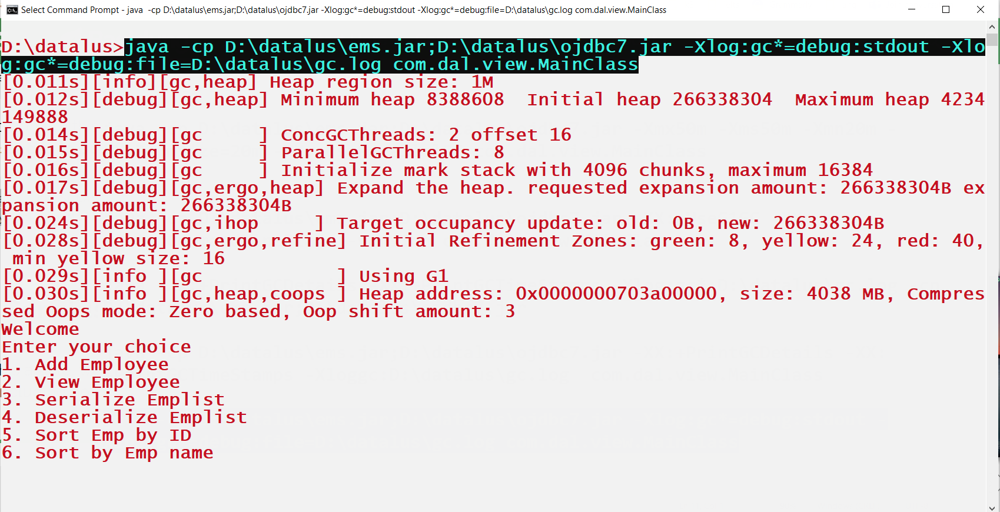 Select Command Prompt - java  -cp D:\datalus\ems.jar;D:\datalus\ojdbc7.jar -Xlog:gc*=debug:stdout -Xlog:gc*=debug:file=D:\datalus\gc.log com.dal.view.MainClass
D:\datalus>java -cp D:\datalus\ems.jar;D:\datalus\ojdbc7.jar -Xlog:gc*=debug:stdout -Xlo
g:gc*=debug:file=D:\datalus\gc.log com.dal.view.MainClass
[0.011s][info][gc,heap] Heap region size: 1M
[0.012s][debug][gc,heap] Minimum heap 8388608  Initial heap 266338304  Maximum heap 4234
149888
[0.014s][debug][gc     ] ConcGCThreads: 2 offset 16
[0.015s][debug][gc     ] ParallelGCThreads: 8
[0.016s][debug][gc     ] Initialize mark stack with 4096 chunks, maximum 16384
[0.017s][debug][gc,ergo,heap] Expand the heap. requested expansion amount: 266338304B ex
pansion amount: 266338304B
[0.024s][debug][gc,ihop     ] Target occupancy update: old: 0B, new: 266338304B
[0.028s][debug][gc,ergo,refine] Initial Refinement Zones: green: 8, yellow: 24, red: 40,
 min yellow size: 16
[0.029s][info ][gc            ] Using G1
[0.030s][info ][gc,heap,coops ] Heap address: 0x0000000703a00000, size: 4038 MB, Compres
sed Oops mode: Zero based, Oop shift amount: 3
Welcome
Enter your choice
1. Add Employee
2. View Employee
3. Serialize Emplist
4. Deserialize Emplist
5. Sort Emp by ID
6. Sort by Emp name